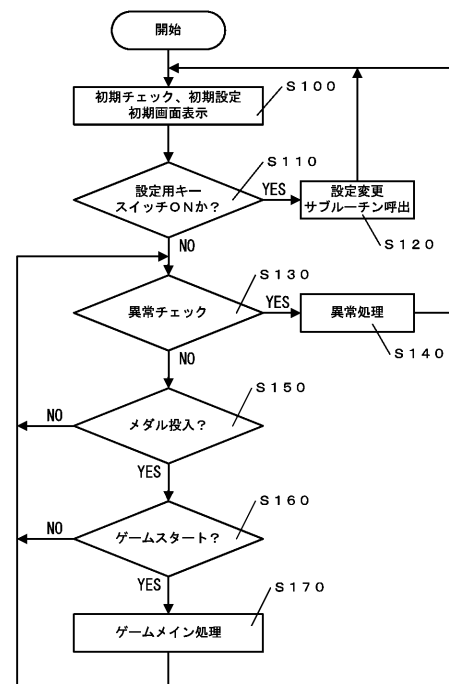 開始
初期チェック、初期設定
初期画面表示
S100
設定用キー
スイッチONか？
S110
YES
設定変更
サブルーチン呼出
S120
NO
異常チェック
S130
YES
異常処理
S140
NO
メダル投入？
S150
NO
YES
ゲームスタート？
S160
NO
YES
ゲームメイン処理
S170